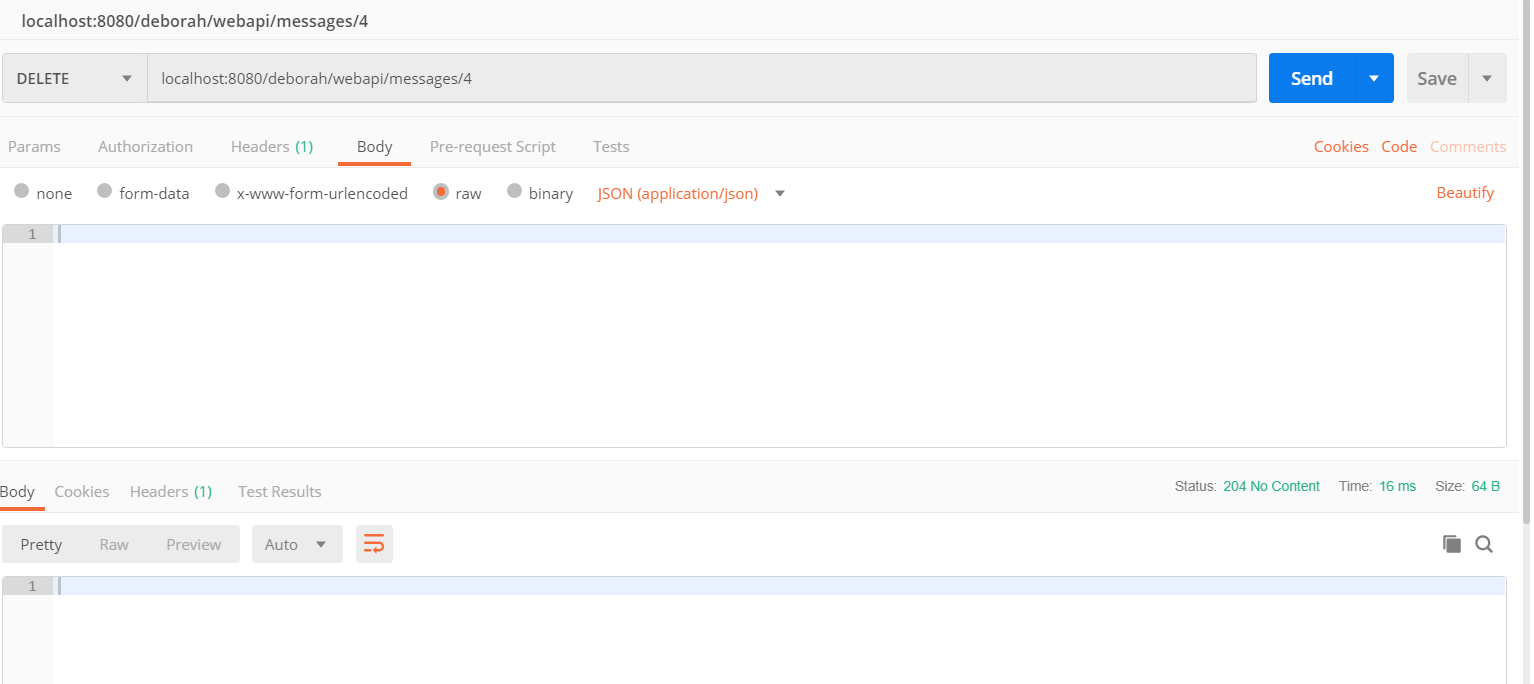 localhost:8080/deborah/webapi/messages/4
DELETE localhost:8080/deborah/webapi/messages/4 Send Save
Params Authorization Headers (1) Body Pre-request Script Tests Cookies Code Comments
none form-data x-www-form-urlencoded raw binary JSON (application/json) Beautify
1
Body Cookies Headers (1) Test Results Status: 204 No Content Time: 16 ms Size: 64 B
Pretty Raw Preview Auto
1